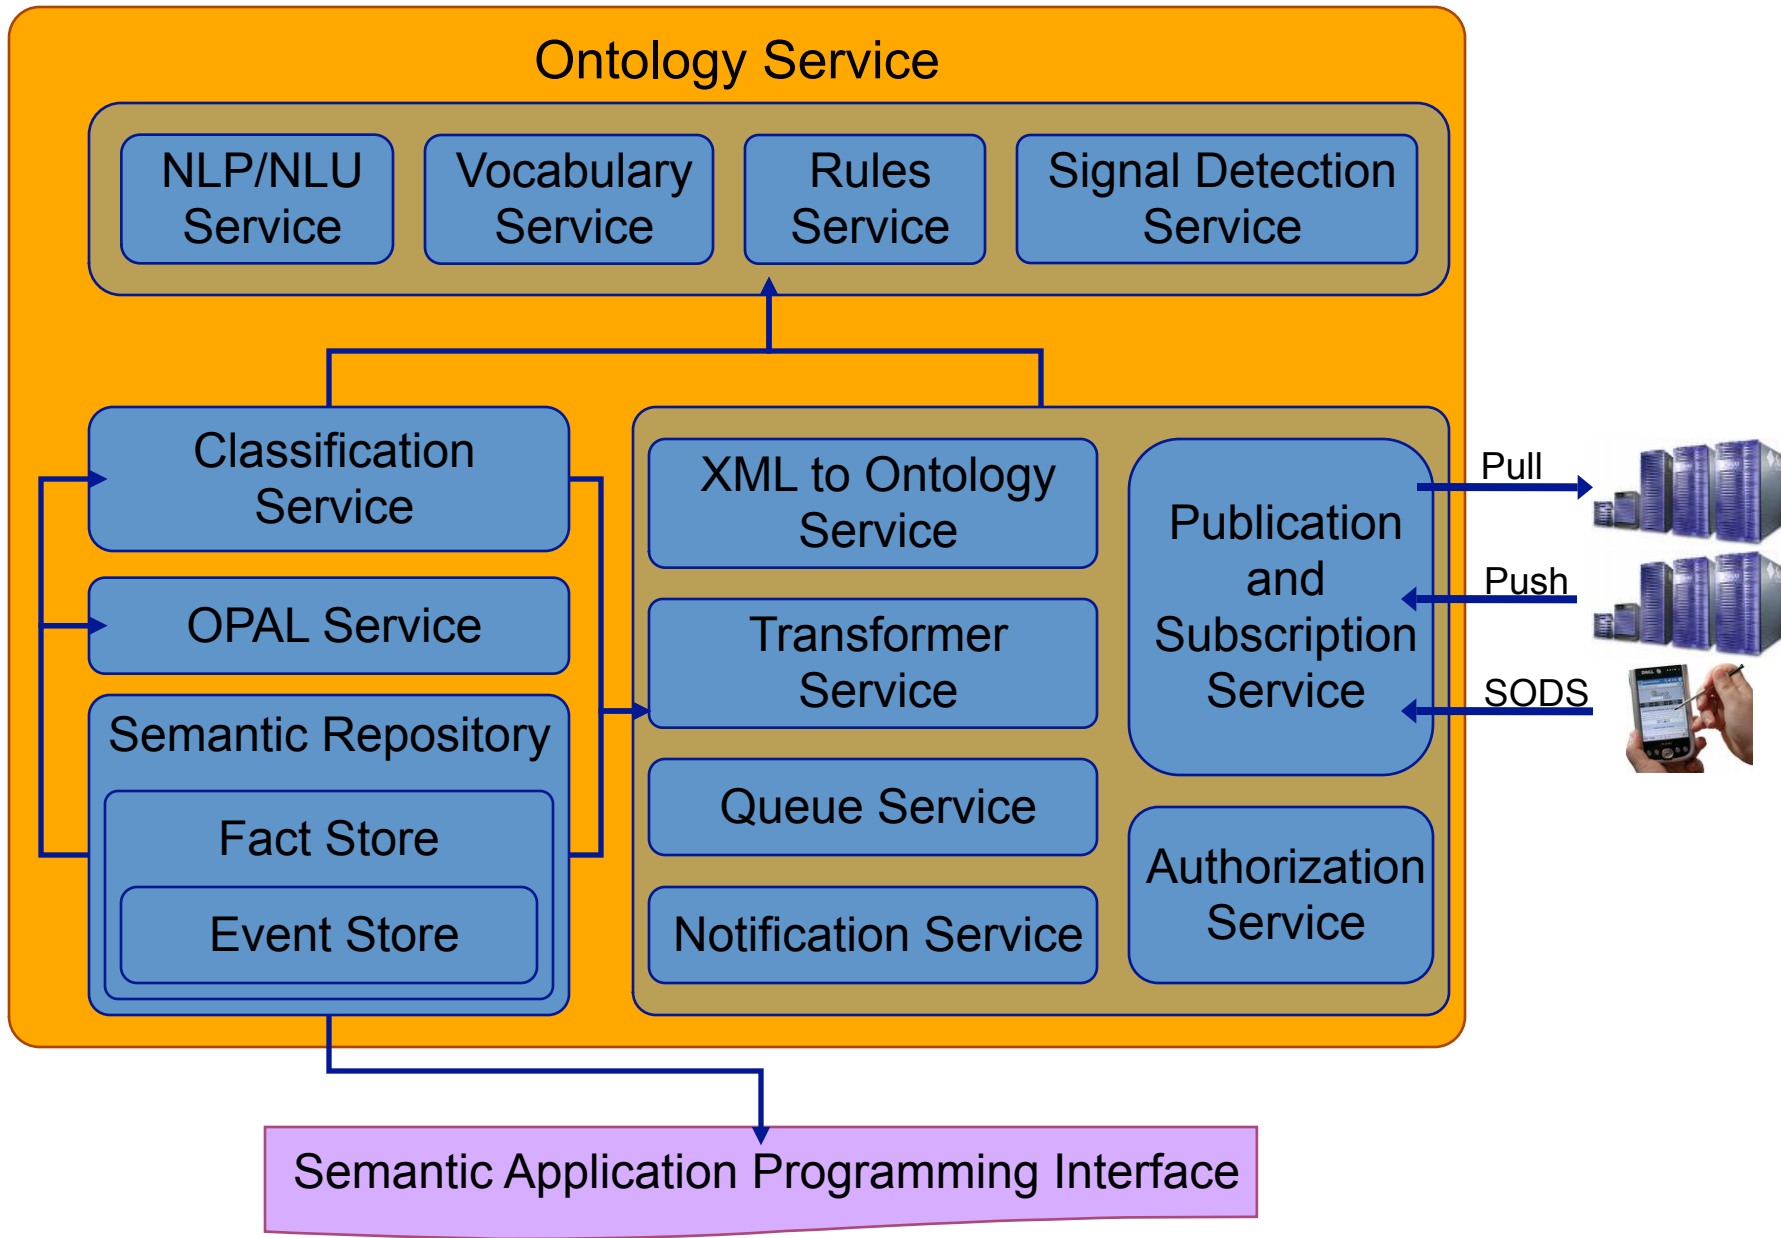 Ontology Service
NLP/NLU
Service
Vocabulary
Service
Rules
Service
Signal Detection
Service
Classification
Service
OPAL Service
Semantic Repository
Fact Store
Event Store
XML to Ontology
Service
Transformer
Service
Queue Service
Notification Service
Publication
and
Subscription
Service
Authorization
Service
Pull
Push
SODS
Semantic Application Programming Interface